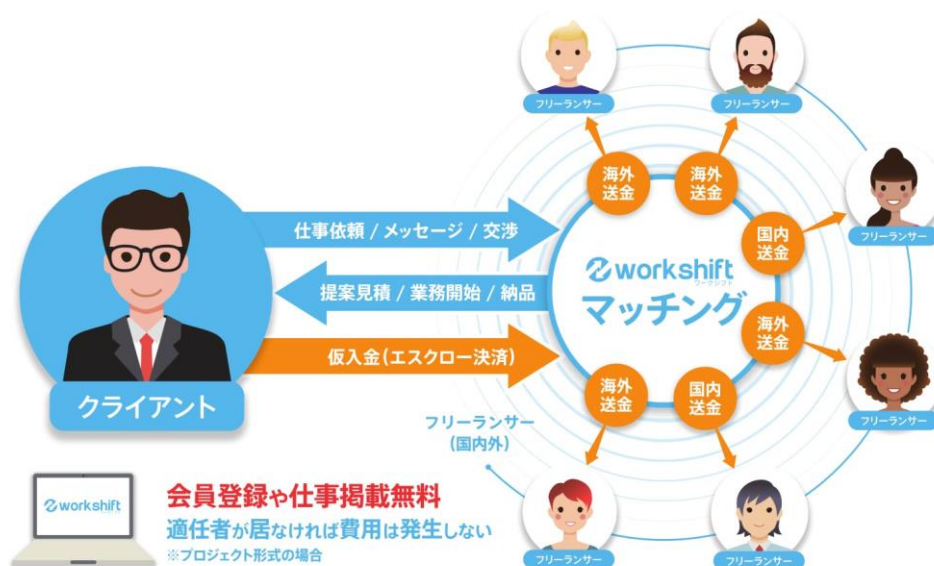 フリーランサー
フリーランサー
海外
送金
海外
送金
フリーランサー
国内
送金
仕事依頼 / メッセージ / 交渉
workshift
ワークシフト
マッチング
提案見積 / 業務開始 / 納品
海外
送金
仮入金(エスクロー決済)
フリーランサー
海外
送金
国内
送金
クライアント
フリーランサー
(国内外)
workshift
会員登録や仕事掲載無料
適任者が居なければ費用は発生しない
※プロジェクト形式の場合
フリーランサー
フリーランサー